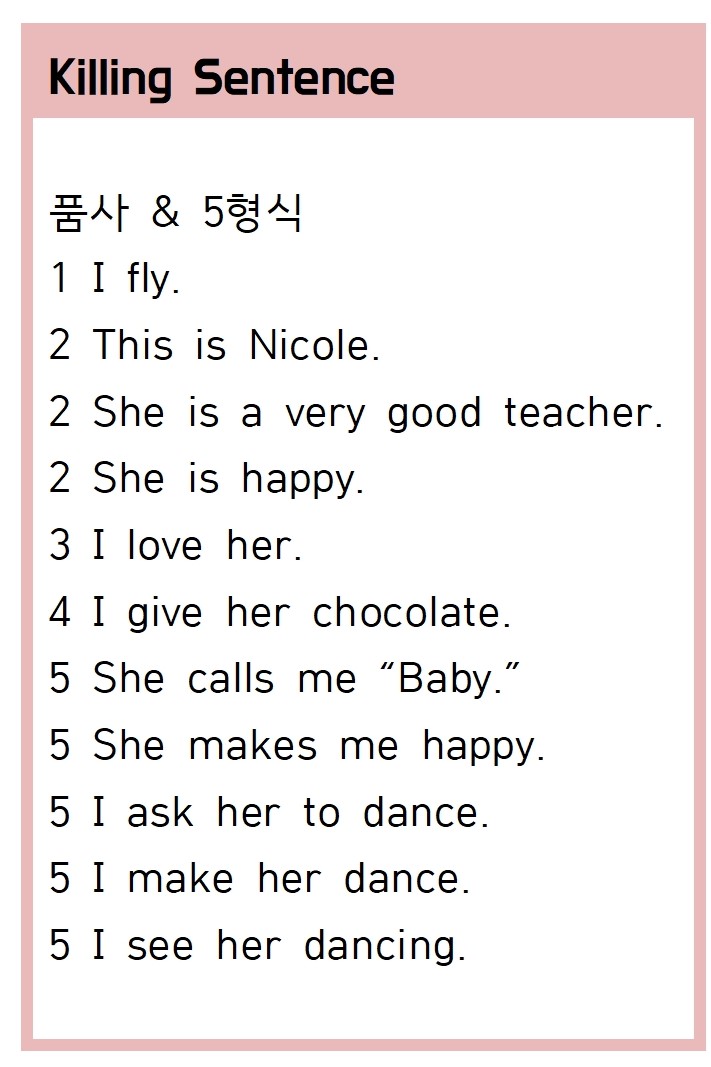 Killing Sentence
품사 & 5형식
1 I fly.
2 This is Nicole.
2 She is a very good teacher.
2 She is happy.
3 I love her.
4 I give her chocolate.
5 She calls me “Baby.”
5 She makes me happy.
5 I ask her to dance.
5 I make her dance.
5 I see her dancing.